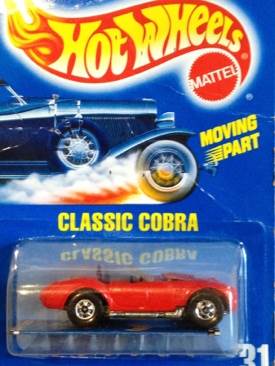 HOT WHEELS
MATTEL
MOVING
PART
CLASSIC COBRA
CLASSIC COBRA
31